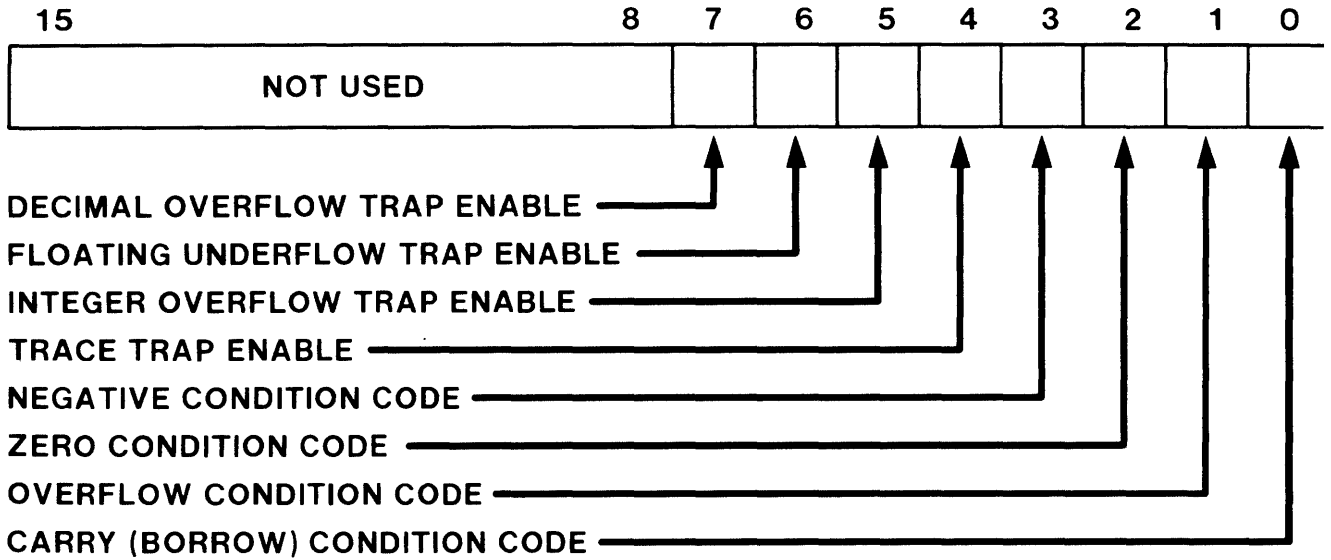 15 8 7 6 5 4 3 2 1 0
NOT USED
DECIMAL OVERFLOW TRAP ENABLE
FLOATING UNDERFLOW TRAP ENABLE
INTEGER OVERFLOW TRAP ENABLE
TRACE TRAP ENABLE
NEGATIVE CONDITION CODE
ZERO CONDITION CODE
OVERFLOW CONDITION CODE
CARRY (BORROW) CONDITION CODE